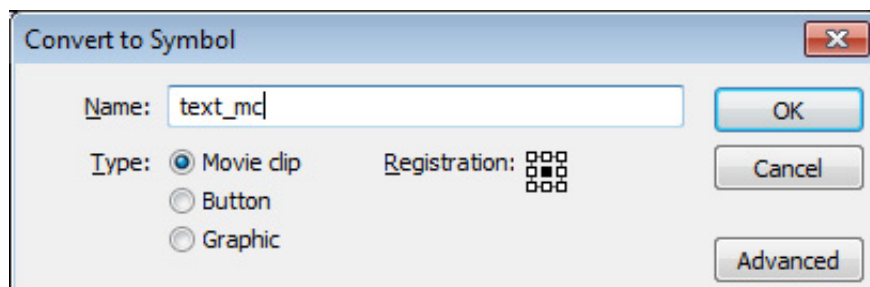 Convert to Symbol
Name: text_mc OK
Type: Movie clip Registration: Cancel
Button
Graphic
Advanced